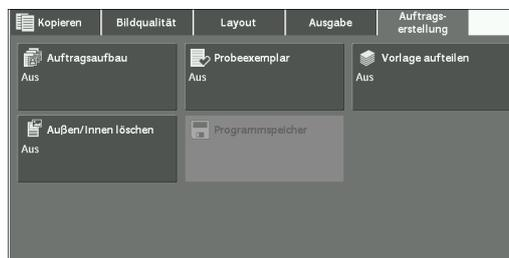 Kopieren
Bildqualität
Layout
Ausgabe
Auftrags-
erstellung
Auftragsaufbau
Aus
Probeexemplar
Aus
Vorlage aufteilen
Aus
Außen/Innen löschen
Aus
Programmspeicher